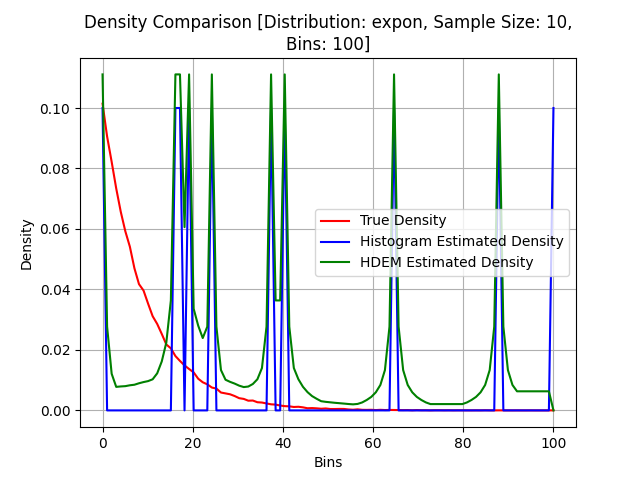 Density Comparison [Distribution: expon, Sample Size: 10,
Bins: 100]
Density
0.10
0.08
0.06
0.04
0.02
0.00
True Density
Histogram Estimated Density
HDEM Estimated Density
0 20 40 60 80 100
Bins